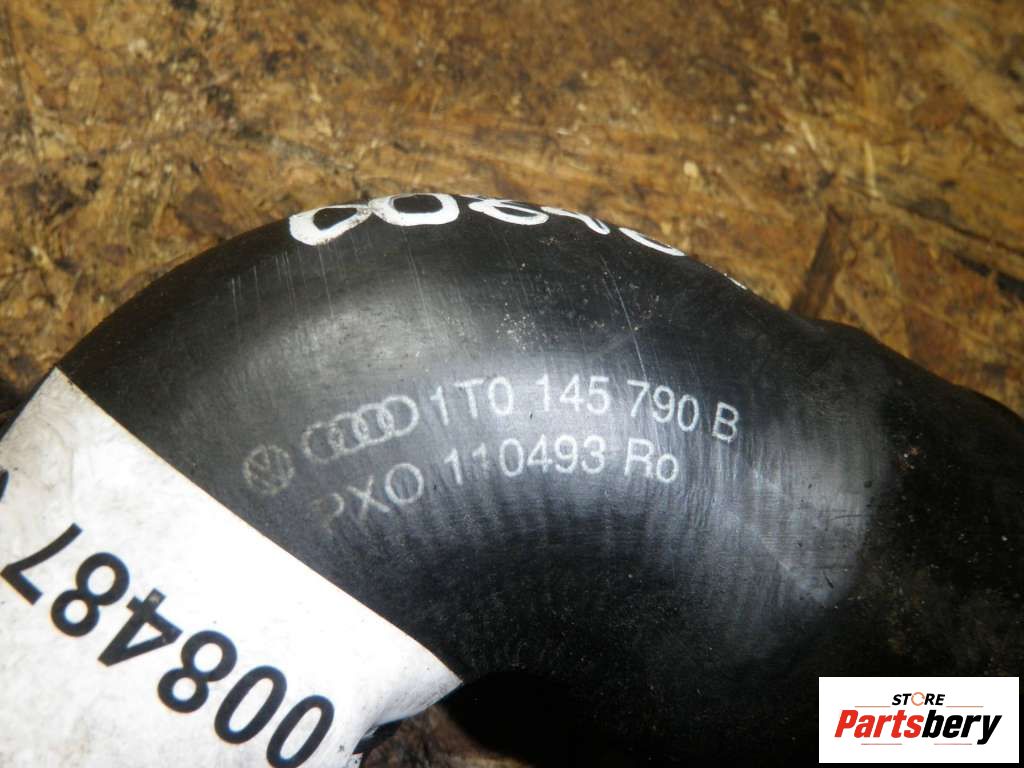 1T0 145 790 B
PXO 110493 Ro
008487
STORE
Partsbery